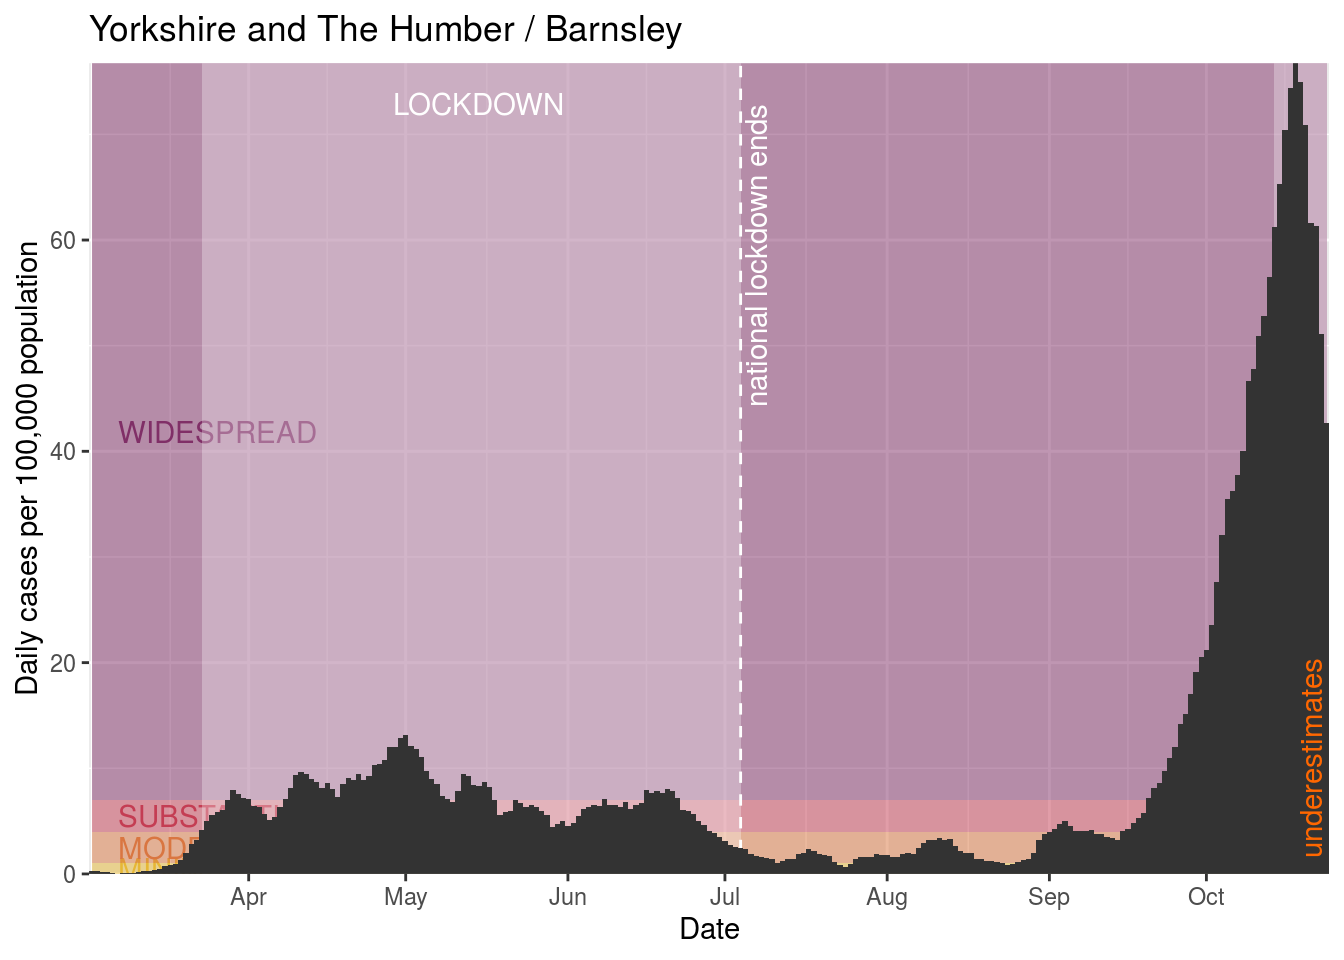 Yorkshire and The Humber / Barnsley
LOCKDOWN
national lockdown ends
WIDESPREAD
underestimates
Daily cases per 100,000 population
60
40
20
0
Apr
May
Jun
Jul
Aug
Sep
Oct
Date